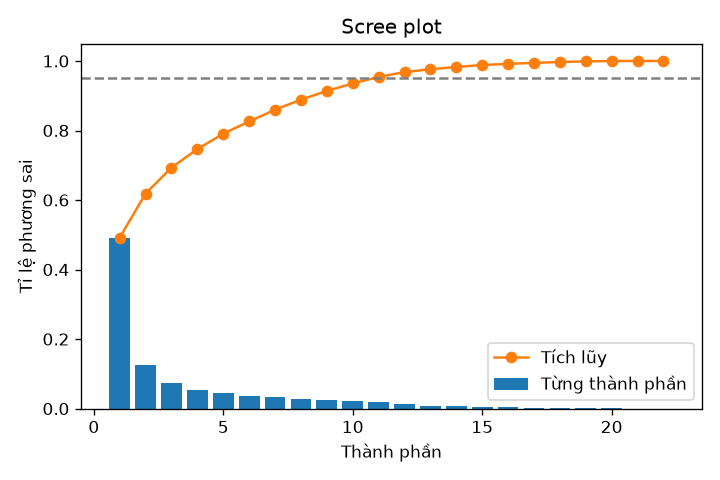 Scree plot
1.0
0.8
0.6
0.4
0.2
0.0
Tỉ lệ phương sai
0 5 10 15 20
Thành phần
Tích lũy
Từng thành phần